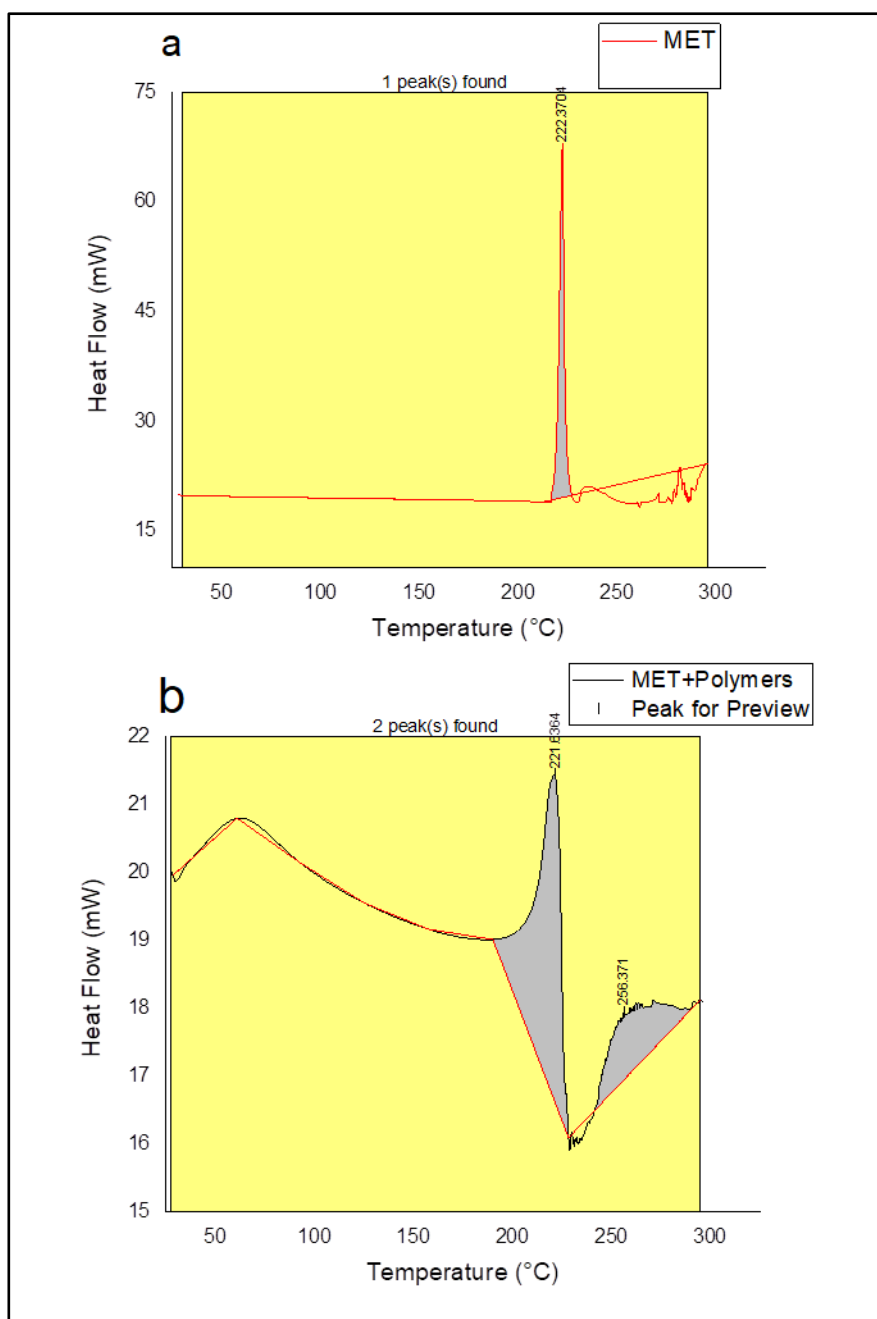 a
MET
1 peak(s) found
222.3704
75
60
45
30
15
Heat Flow (mW)
50 100 150 200 250 300
Temperature (°C)
b
MET+Polymers
Peak for Preview
2 peak(s) found
221.6364
256.371
22
21
20
19
18
17
16
15
Heat Flow (mW)
50 100 150 200 250 300
Temperature (°C)